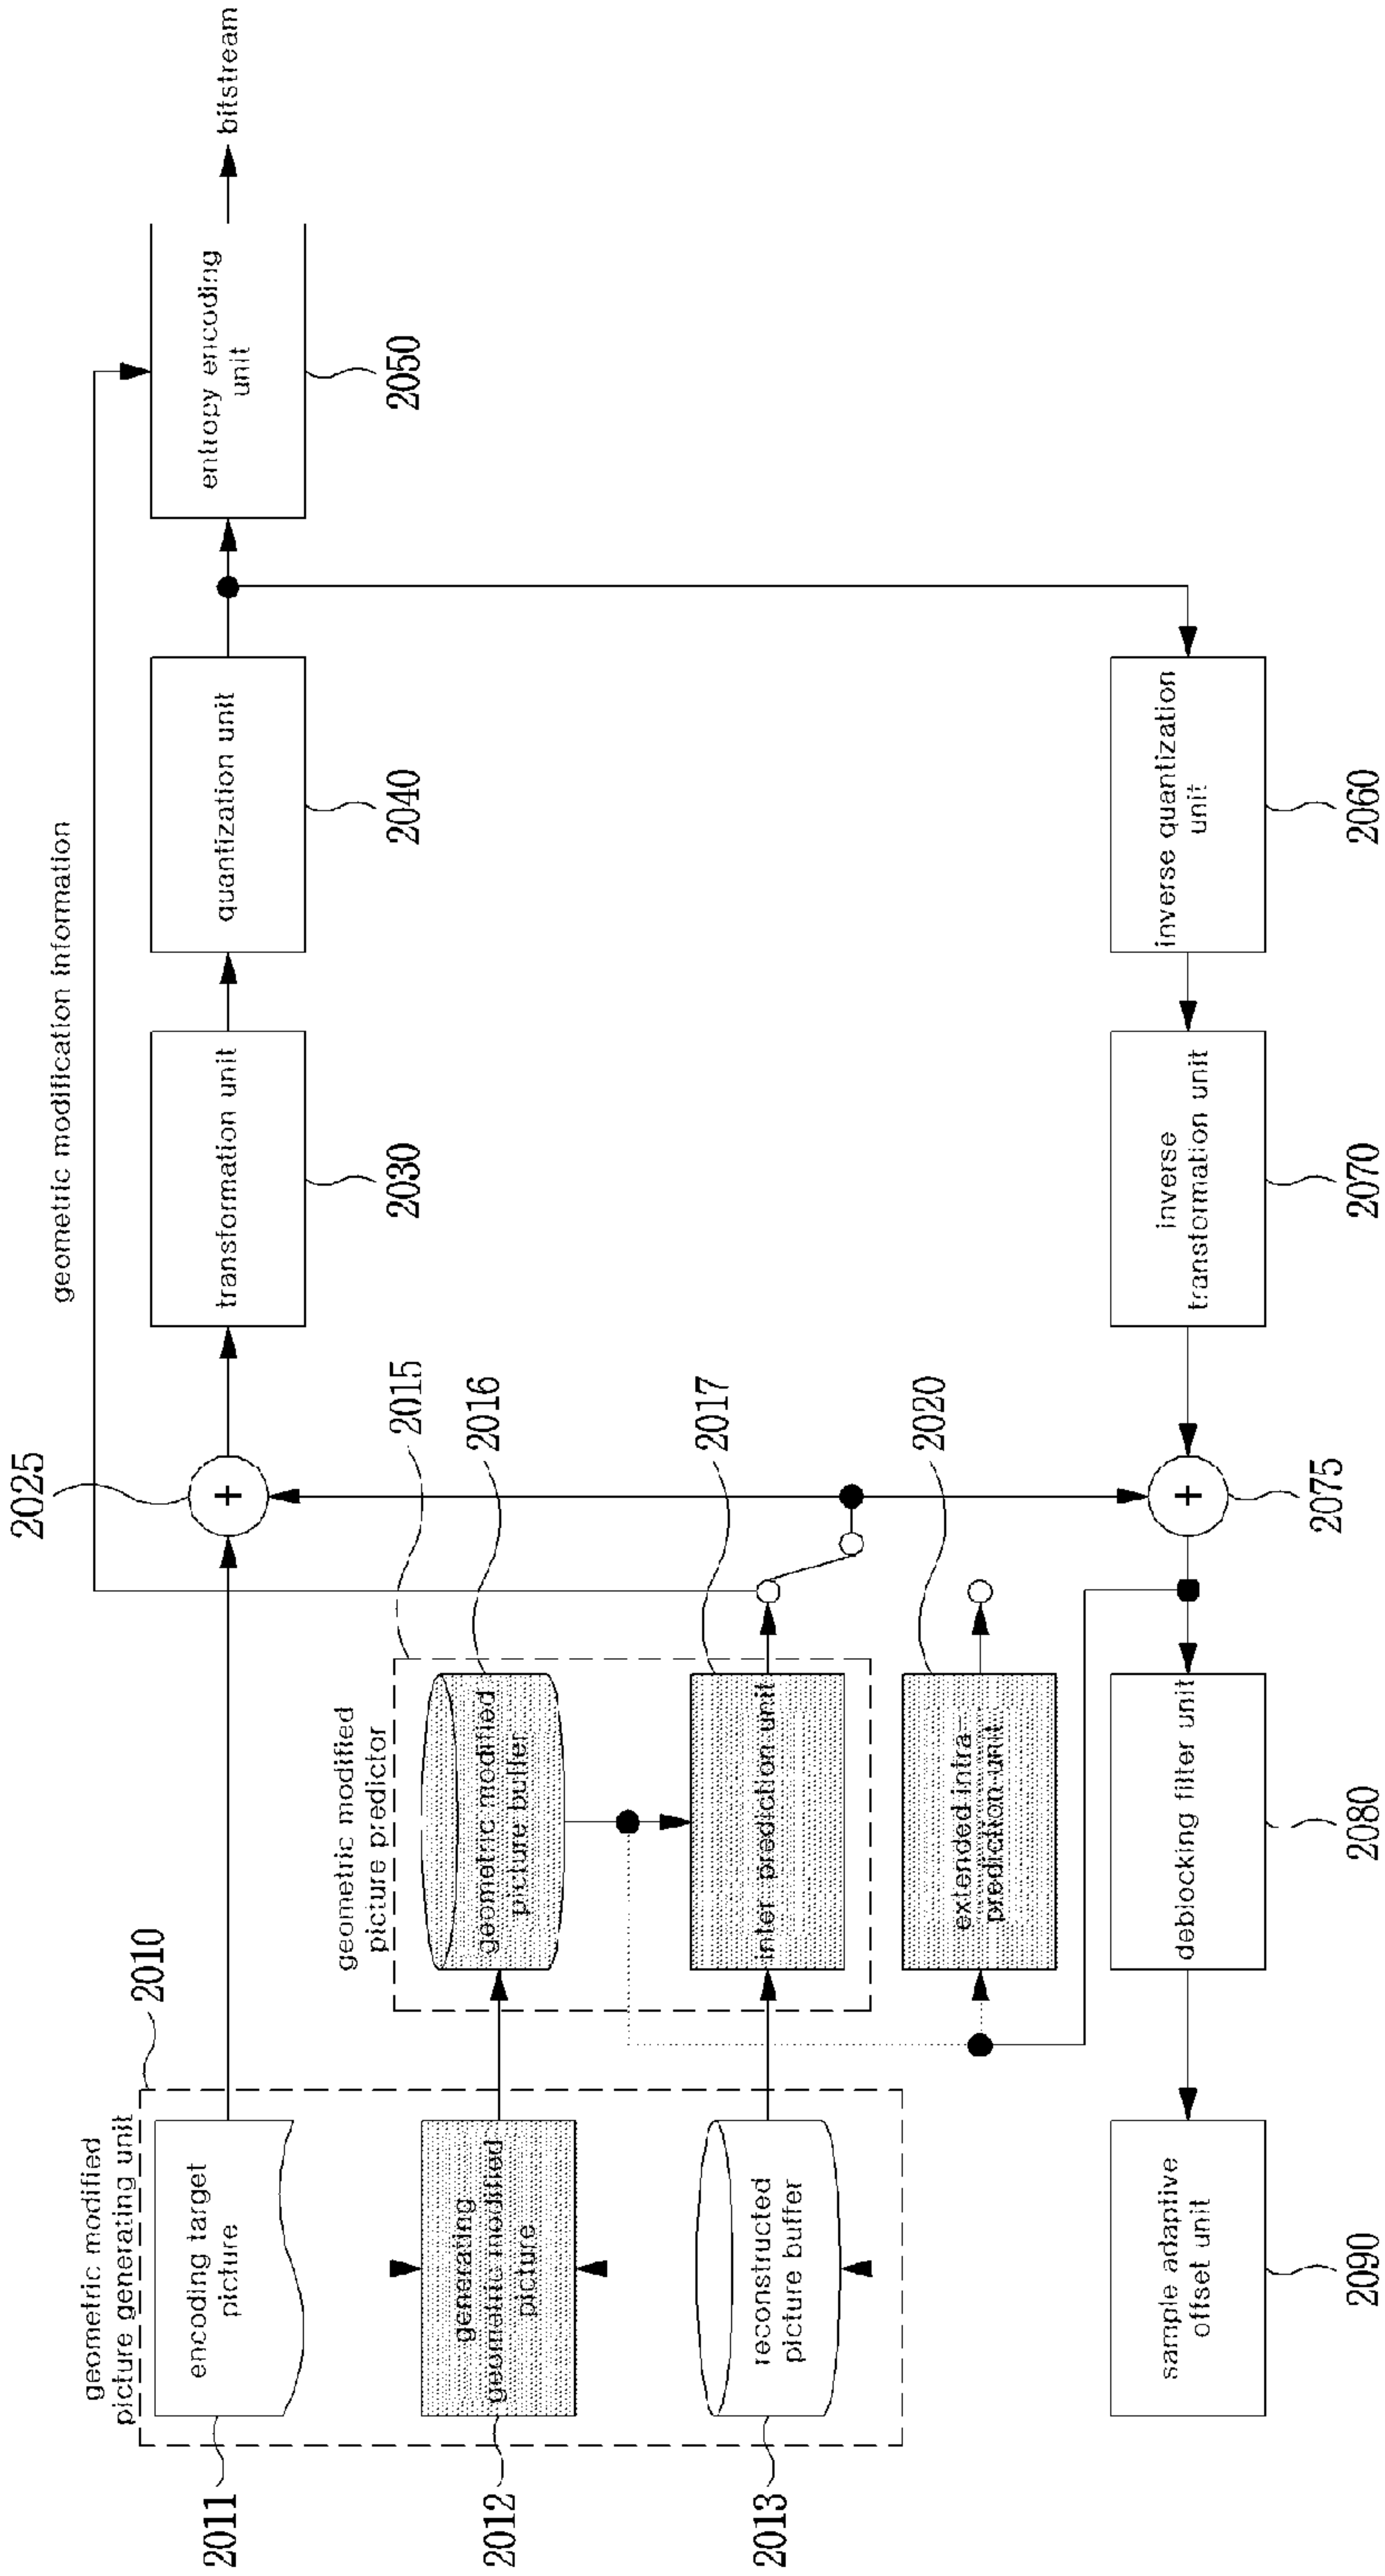 geometric modified
picture generating unit
2010
encoding target
picture
2011
generating
geometric modified
picture
2012
reconstructed
picture buffer
2013
geometric modified
picture predictor
2015
geometric modified
picture buffer
2016
inter prediction unit
2017
extended intra-
prediction unit
2020
2025
+
geometric modification information
transformation unit
2030
quantization unit
2040
entropy encoding
unit
2050
bitstream
inverse quantization
unit
2060
inverse
transformation unit
2070
+
2075
deblocking filter unit
2080
sample adaptive
offset unit
2090